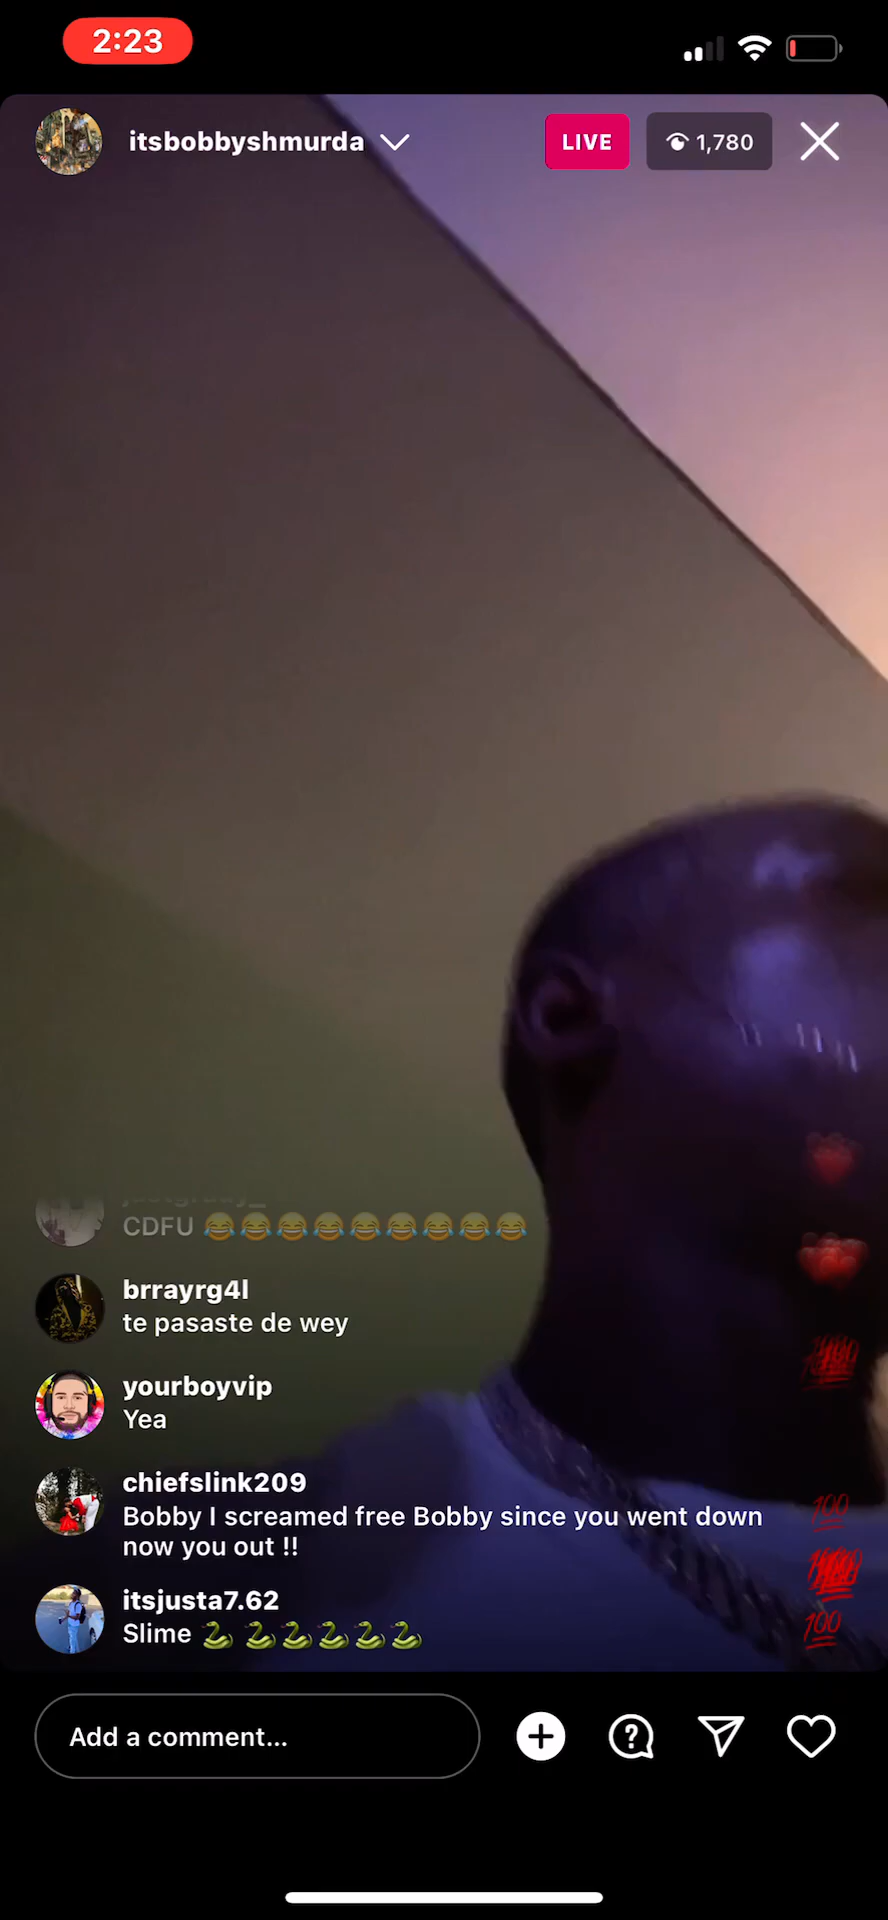 2:23
itsbobbyshmurda
LIVE
1,780
CDFU 😂😂😂😂😂😂😂😂😂
brrayrg4l
te pasaste de wey
yourboyvip
Yea
chiefslink209
Bobby I screamed free Bobby since you went down
now you out !!
itsjusta7.62
Slime 🐍🐍🐍🐍🐍🐍
Add a comment...